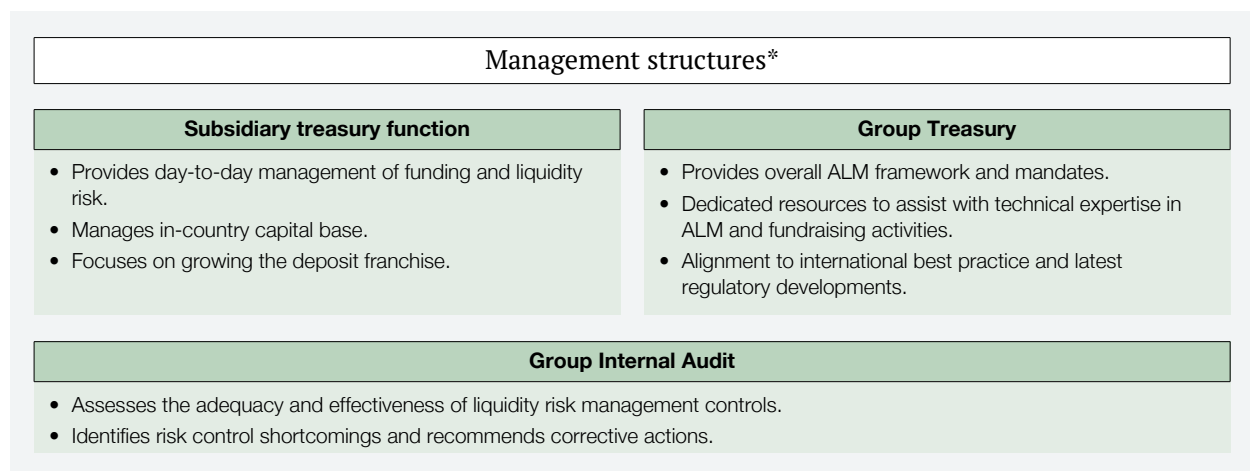 Management structures*
Subsidiary treasury function
• Provides day-to-day management of funding and liquidity
risk.
• Manages in-country capital base.
• Focuses on growing the deposit franchise.
Group Treasury
• Provides overall ALM framework and mandates.
• Dedicated resources to assist with technical expertise in
ALM and fundraising activities.
• Alignment to international best practice and latest
regulatory developments.
Group Internal Audit
• Assesses the adequacy and effectiveness of liquidity risk management controls.
• Identifies risk control shortcomings and recommends corrective actions.